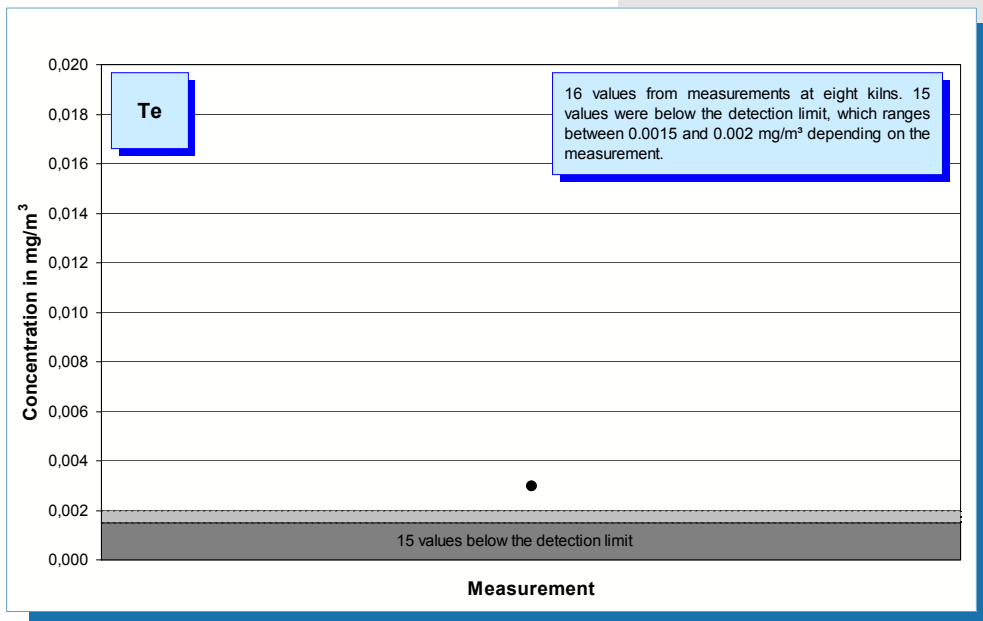 Te
16 values from measurements at eight kilns. 15
values were below the detection limit, which ranges
between 0.0015 and 0.002 mg/m³ depending on the
measurement.
Concentration in mg/m³
0,020
0,018
0,016
0,014
0,012
0,010
0,008
0,006
0,004
0,002
0,000
15 values below the detection limit
Measurement